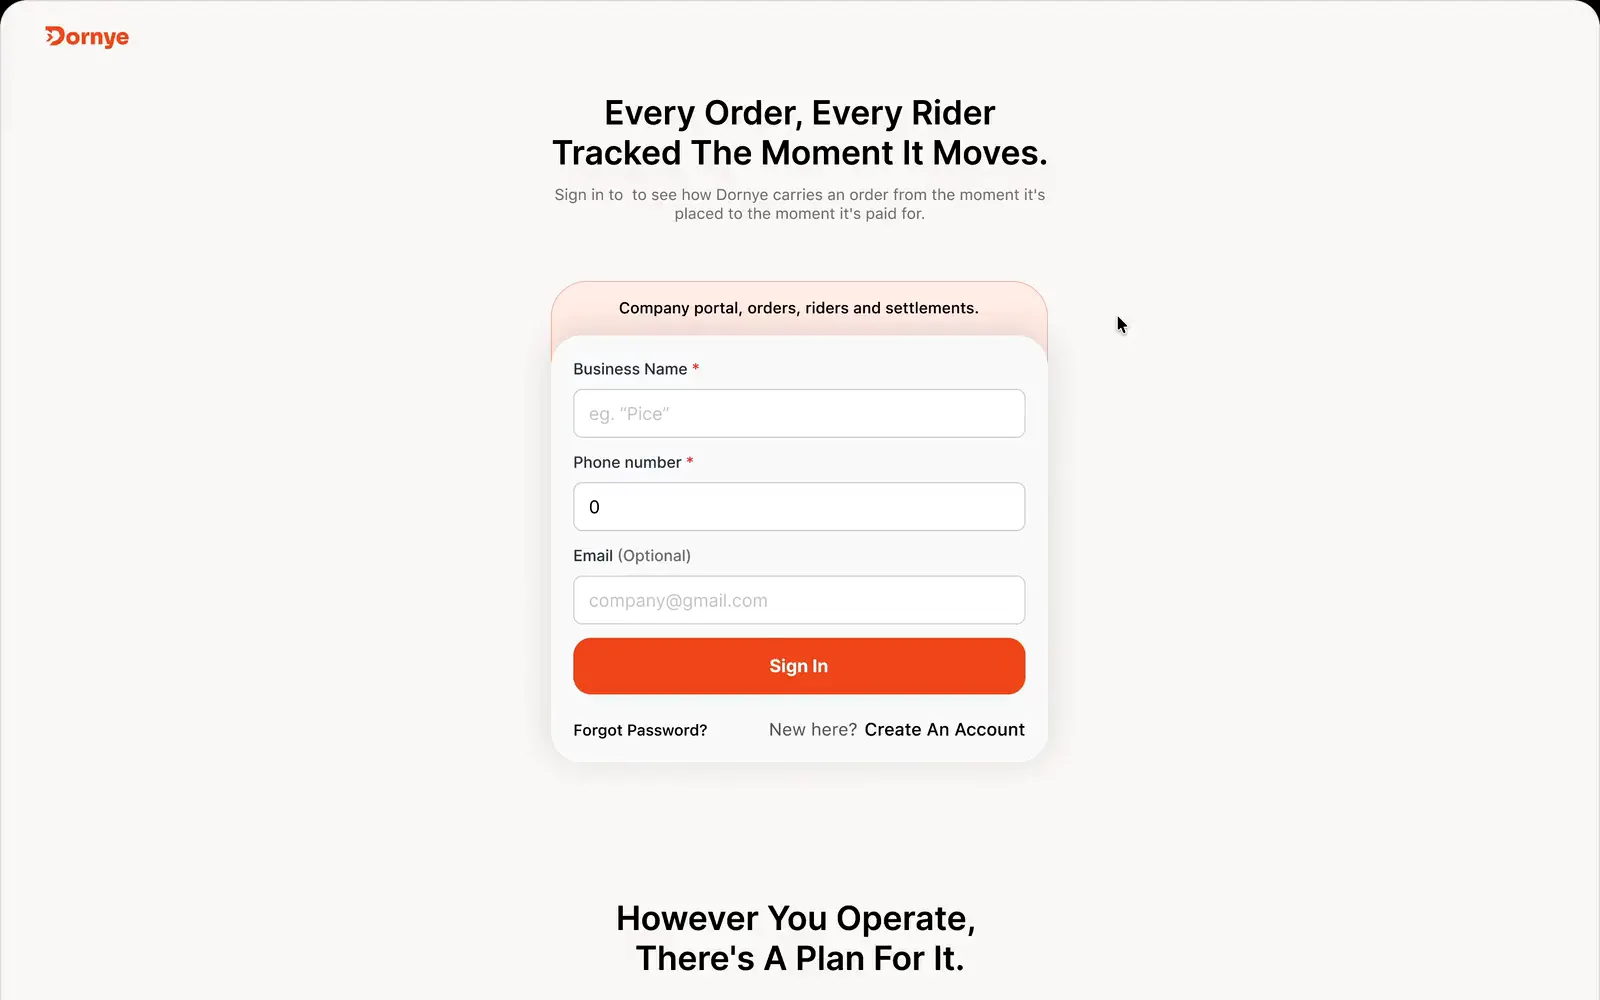 Dornye
Every Order, Every Rider
Tracked The Moment It Moves.
Sign in to  to see how Dornye carries an order from the moment it's
placed to the moment it's paid for.
Company portal, orders, riders and settlements.
Business Name *
eg. “Pice”
Phone number *
0
Email (Optional)
company@gmail.com
Sign In
Forgot Password?
New here? Create An Account
However You Operate,
There's A Plan For It.